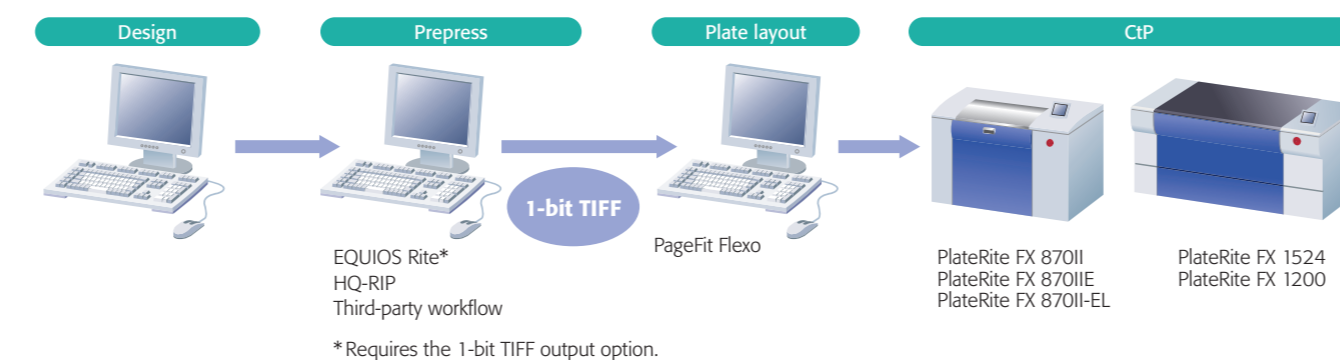 Design
Prepress
Plate layout
CtP
1-bit TIFF
EQUIOS Rite*
HQ-RIP
Third-party workflow
*Requires the 1-bit TIFF output option.
PageFit Flexo
PlateRite FX 870II
PlateRite FX 870IIE
PlateRite FX 870II-EL
PlateRite FX 1524
PlateRite FX 1200